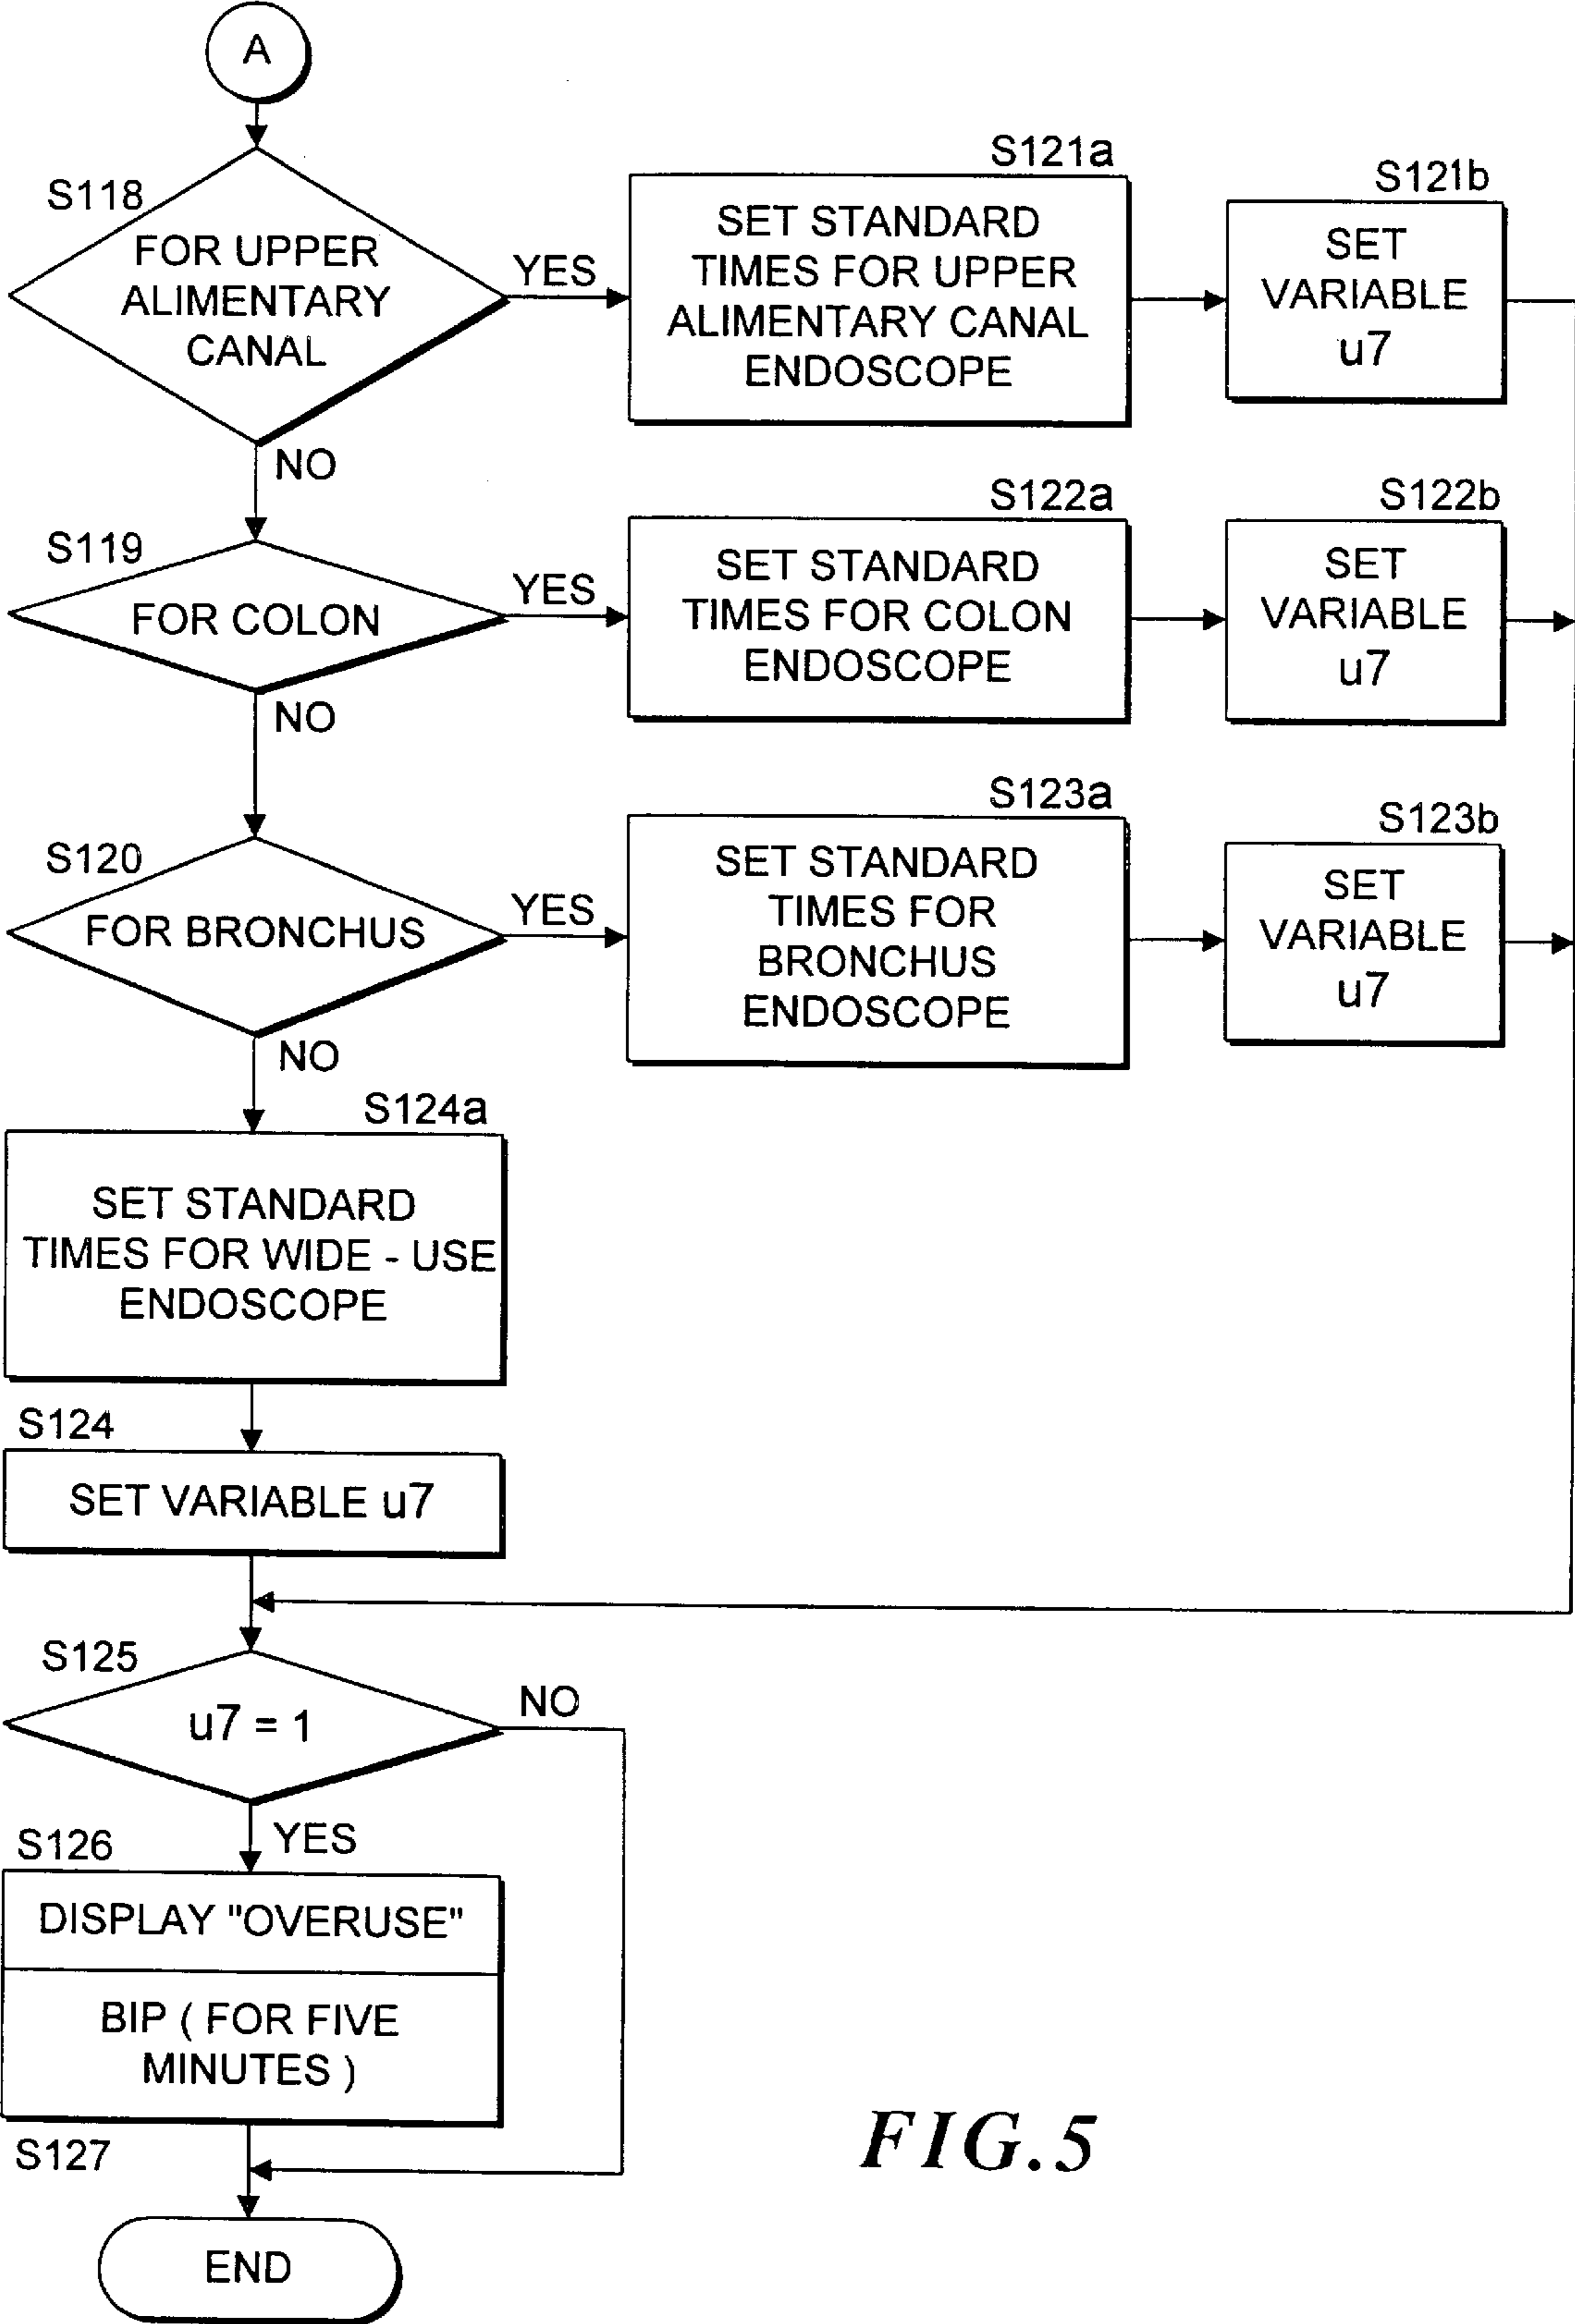 A
S118
FOR UPPER
ALIMENTARY
CANAL
YES
S121a
SET STANDARD
TIMES FOR UPPER
ALIMENTARY CANAL
ENDOSCOPE
S121b
SET
VARIABLE
u7
NO
S119
FOR COLON
YES
S122a
SET STANDARD
TIMES FOR COLON
ENDOSCOPE
S122b
SET
VARIABLE
u7
NO
S120
FOR BRONCHUS
YES
S123a
SET STANDARD
TIMES FOR
BRONCHUS
ENDOSCOPE
S123b
SET
VARIABLE
u7
NO
S124a
SET STANDARD
TIMES FOR WIDE - USE
ENDOSCOPE
S124
SET VARIABLE u7
S125
u7 = 1
NO
YES
S126
DISPLAY "OVERUSE"
BIP ( FOR FIVE
MINUTES )
S127
END
FIG.5